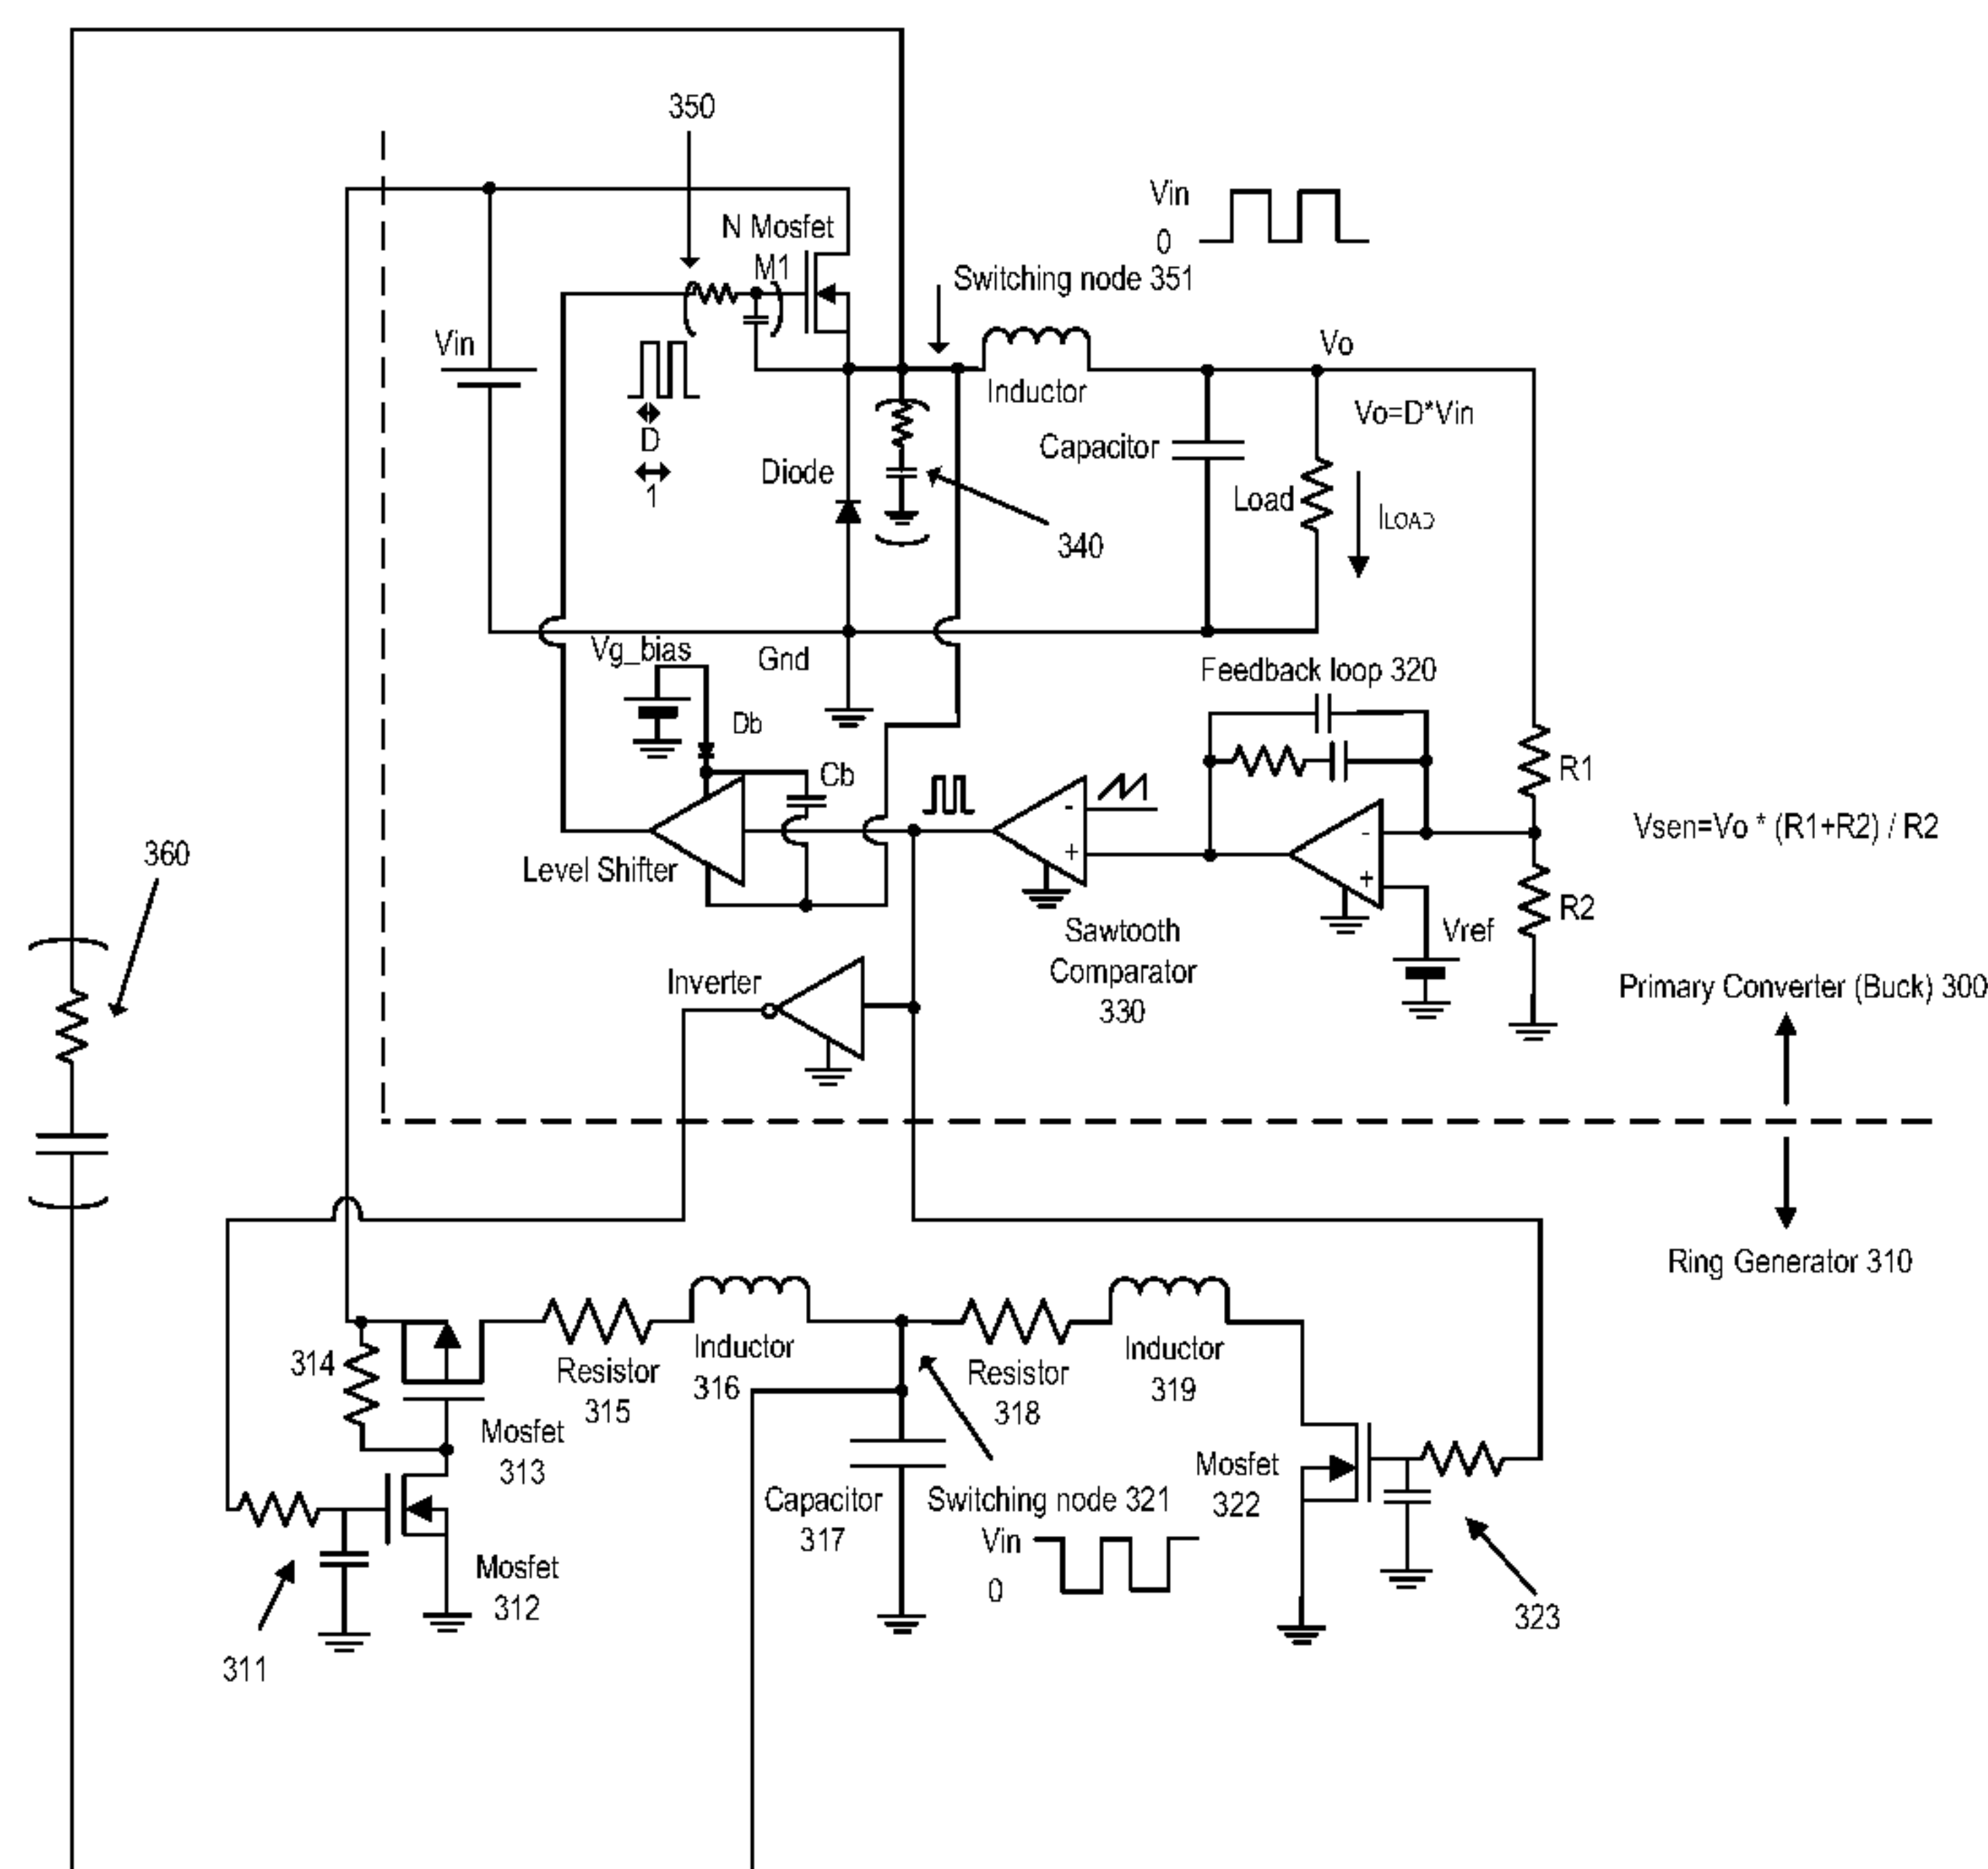 350
N Mosfet
M1
Vin
0
Switching node 351
Vin
D
1
Diode
340
Inductor
Capacitor
Vo
Vo=D*Vin
Load
ILOAD
Vg_bias
Gnd
Db
Cb
Level Shifter
Feedback loop 320
-
+
-
+
R1
R2
Vsen=Vo * (R1+R2) / R2
Vref
Sawtooth
Comparator
330
Inverter
360
Primary Converter (Buck) 300
Ring Generator 310
314
Resistor
315
Inductor
316
Resistor
318
Inductor
319
Mosfet
313
Mosfet
312
311
Capacitor
317
Switching node 321
Vin
0
Mosfet
322
323